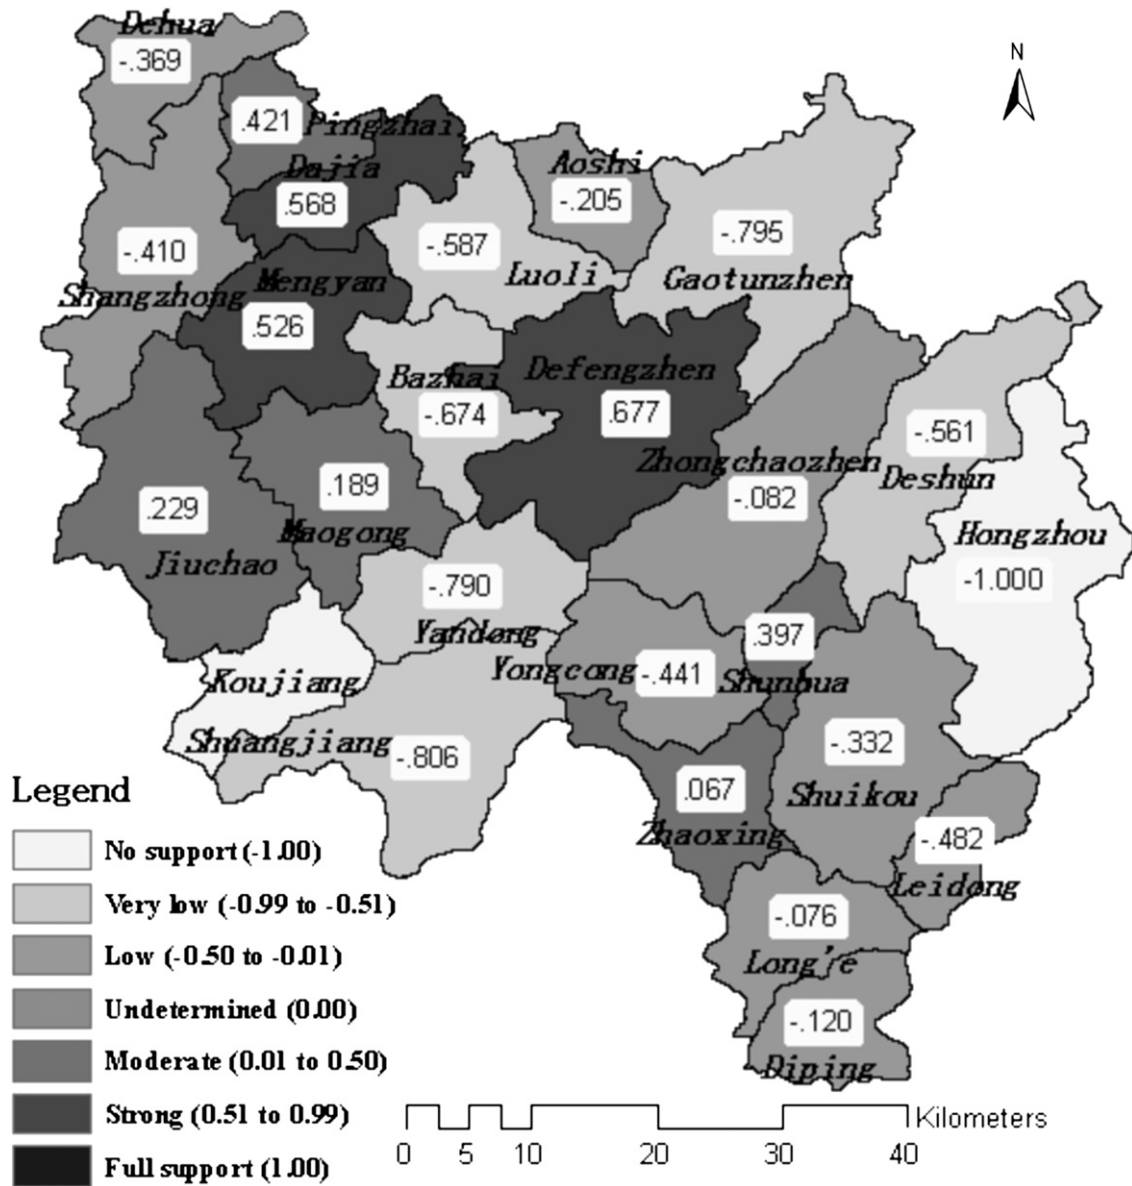 Dehua
-.369
N
.421
Pingzhai
Dajia
.568
Aoshi
-.205
-.410
Shangzhong
Mengyan
.526
-.587
Luoli
-.795
Gaotunzhen
Bazhai
-.674
Defengzhen
.677
-.561
Deshun
Zhongchaozhen
-.082
Hongzhou
-1.000
.229
Jiuchao
.189
Maogong
-.790
Yandong
Yongcong
-.441
.397
Shunhua
Koujiang
Shuangjiang
-.806
-.332
Shuikou
.067
Zhaoxing
-.482
Leidong
-.076
Long'e
-.120
Diping
Legend
No support (-1.00)
Very low (-0.99 to -0.51)
Low (-0.50 to -0.01)
Undetermined (0.00)
Moderate (0.01 to 0.50)
Strong (0.51 to 0.99)
Full support (1.00)
Kilometers
0 5 10 20 30 40